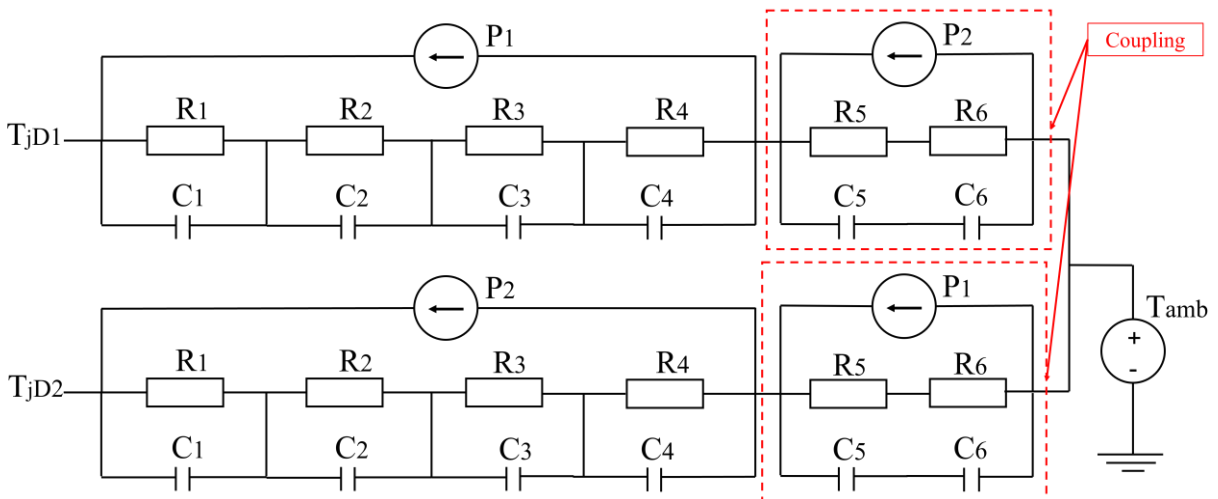 P1
P2
Coupling
R1
R2
R3
R4
R5
R6
TjD1
C1
C2
C3
C4
C5
C6
P2
P1
Tamb
R1
R2
R3
R4
R5
R6
+
-
TjD2
C1
C2
C3
C4
C5
C6